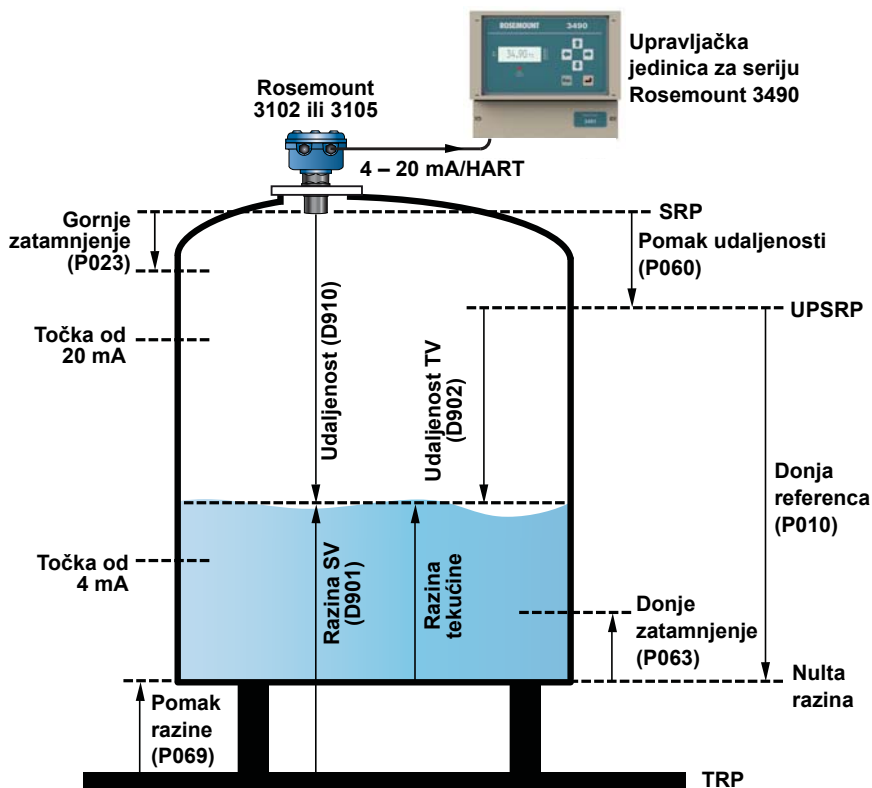 ROSEMOUNT
3490
34.90
Upravljačka
jedinica za seriju
Rosemount 3490
Rosemount
3102 ili 3105
4 – 20 mA/HART
Gornje
zatamnjenje
(P023)
SRP
Pomak udaljenosti
(P060)
UPSRP
Točka od
20 mA
Udaljenost (D910)
Udaljenost TV
(D902)
Donja
referenca
(P010)
Točka od
4 mA
Razina SV
(D901)
Razina
tekućine
Donje
zatamnjenje
(P063)
Nulta
razina
Pomak
razine
(P069)
TRP